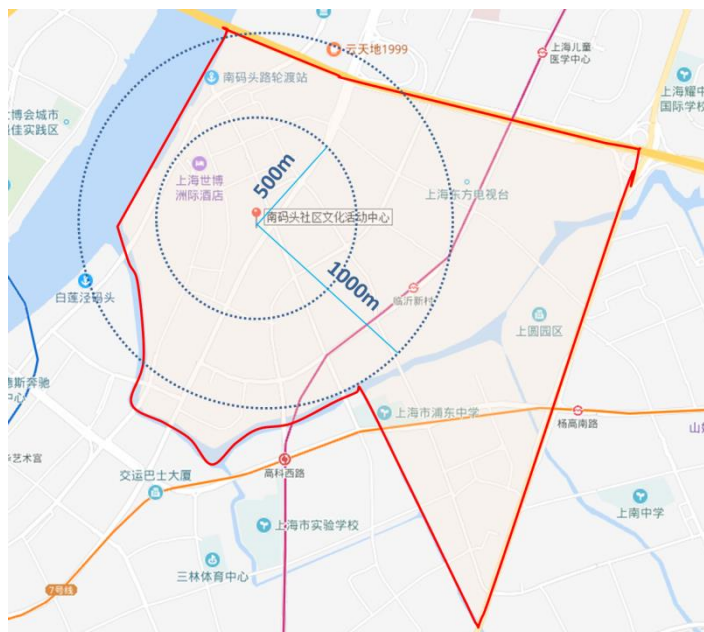 云天地1999
上海儿童
医学中心
南码头路轮渡站
上海耀中
国际学校
博会城市
佳实践区
上海世博
洲际酒店
500m
上海东方电视台
南码头社区文化活动中心
1000m
白莲泾码头
临沂新村
上圆园区
德斯奔驰
中心
上海市浦东中学
杨高南路
艺术宫
高科西路
交运巴士大厦
上海市实验学校
上南中学
三林体育中心
7号线